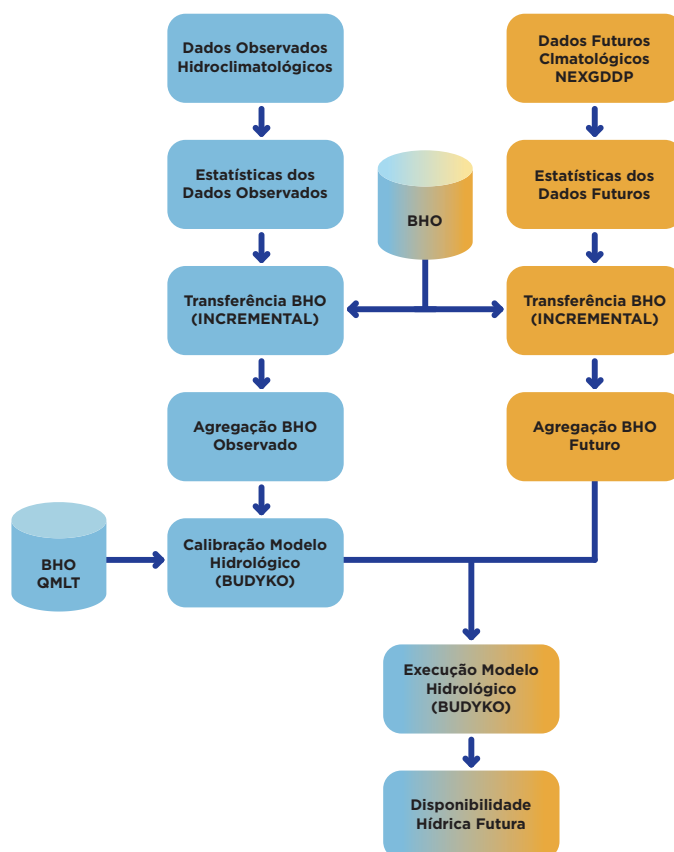 Dados Observados
Hidroclimatológicos
Dados Futuros
Clmatológicos
NEXGDDP
Estatísticas dos
Dados Observados
BHO
Estatísticas dos
Dados Futuros
Transferência BHO
(INCREMENTAL)
Transferência BHO
(INCREMENTAL)
Agregação BHO
Observado
Agregação BHO
Futuro
BHO
QMLT
Calibração Modelo
Hidrológico
(BUDYKO)
Execução Modelo
Hidrológico
(BUDYKO)
Disponibilidade
Hídrica Futura